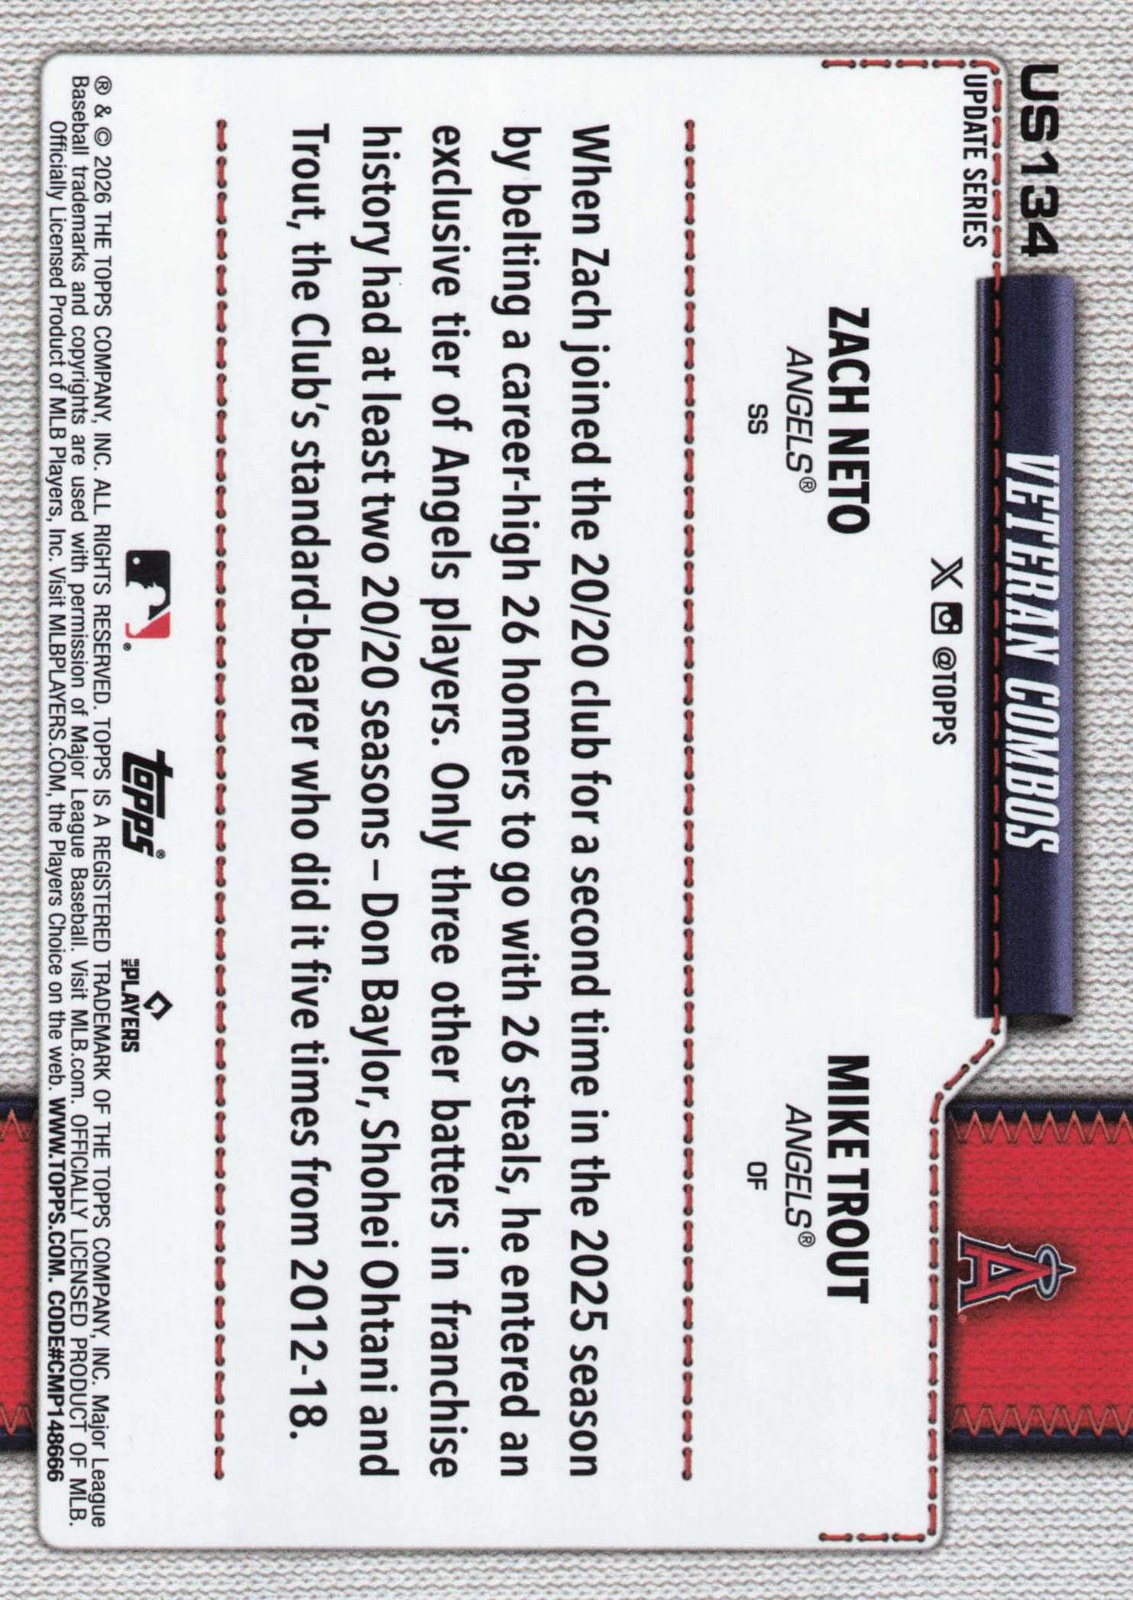 US134
VETERAN COMBOS
UPDATE SERIES
X @TOPPS
ZACH NETO
ANGELS®
SS
MIKE TROUT
ANGELS®
OF
When Zach joined the 20/20 club for a second time in the 2025 season
by belting a career-high 26 homers to go with 26 steals, he entered an
exclusive tier of Angels players. Only three other batters in franchise
history had at least two 20/20 seasons – Don Baylor, Shohei Ohtani and
Trout, the Club's standard-bearer who did it five times from 2012-18.
topps®
MLB PLAYERS
® & © 2026 THE TOPPS COMPANY, INC. ALL RIGHTS RESERVED. TOPPS IS A REGISTERED TRADEMARK OF THE TOPPS COMPANY, INC. Major League
Baseball trademarks and copyrights are used with permission of Major League Baseball. Visit MLB.com. OFFICIALLY LICENSED PRODUCT OF MLB.
Officially Licensed Product of MLB Players, Inc. Visit MLBPLAYERS.COM, the Players Choice on the web. WWW.TOPPS.COM. CODE#CMP148666